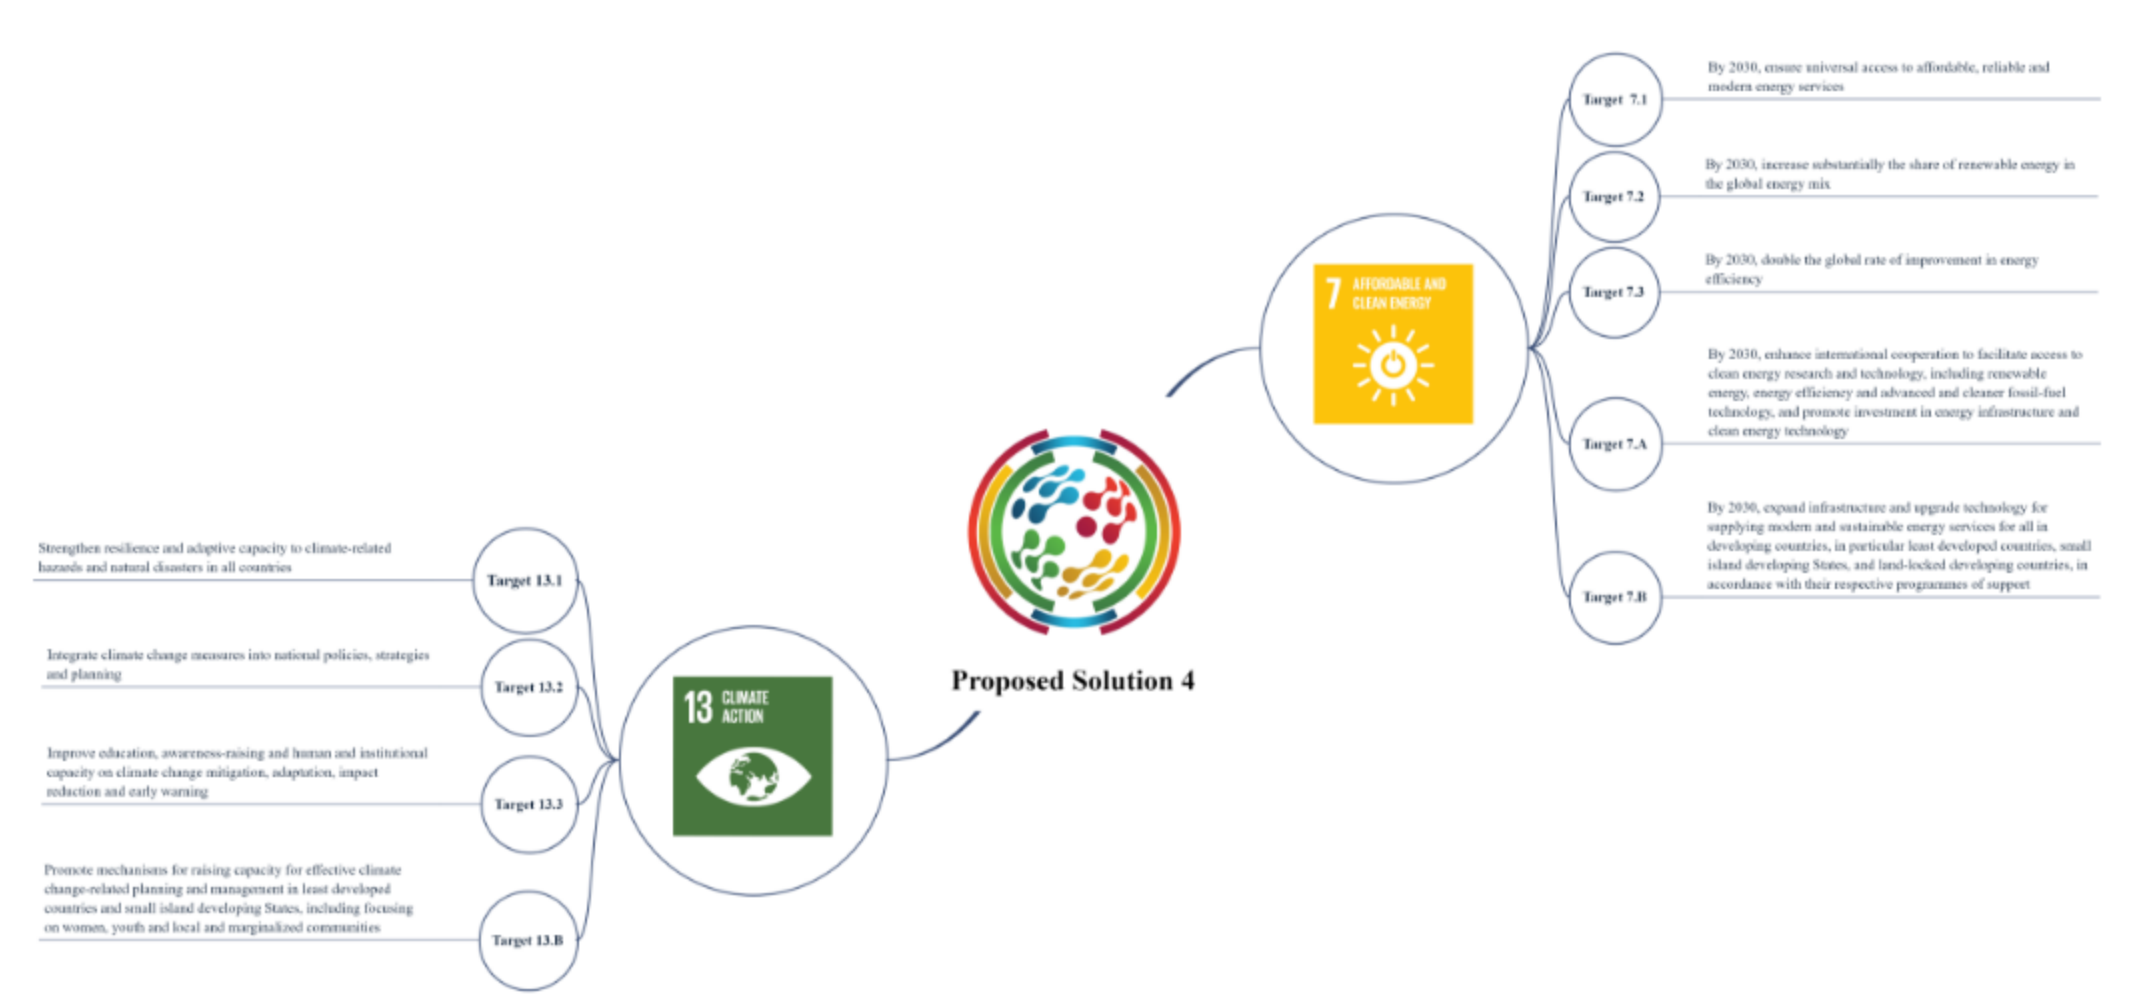 By 2030, ensure universal access to affordable, reliable and
modern energy services
Target 7.1
By 2030, increase substantially the share of renewable energy in
the global energy mix
Target 7.2
By 2030, double the global rate of improvement in energy
efficiency
Target 7.3
7 AFFORDABLE AND
CLEAN ENERGY
By 2030, enhance international cooperation to facilitate access to
clean energy research and technology, including renewable
energy, energy efficiency and advanced and cleaner fossil-fuel
technology, and promote investment in energy infrastructure and
clean energy technology
Target 7.A
By 2030, expand infrastructure and upgrade technology for
supplying modern and sustainable energy services for all in
developing countries, in particular least developed countries, small
island developing States, and land-locked developing countries, in
accordance with their respective programmes of support
Target 7.B
Proposed Solution 4
13 CLIMATE
ACTION
Strengthen resilience and adaptive capacity to climate-related
hazards and natural disasters in all countries
Target 13.1
Integrate climate change measures into national policies, strategies
and planning
Target 13.2
Improve education, awareness-raising and human and institutional
capacity on climate change mitigation, adaptation, impact
reduction and early warning
Target 13.3
Promote mechanisms for raising capacity for effective climate
change-related planning and management in least developed
countries and small island developing States, including focusing
on women, youth and local and marginalized communities
Target 13.B